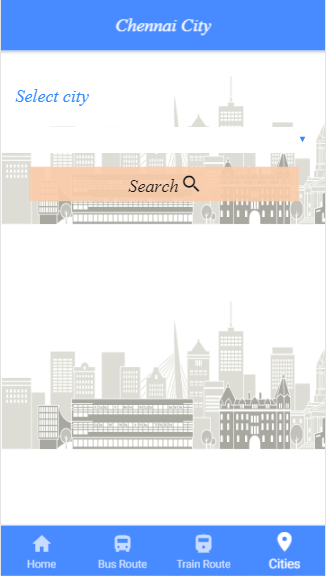 Chennai City
Select city
Search
Home
Bus Route
Train Route
Cities